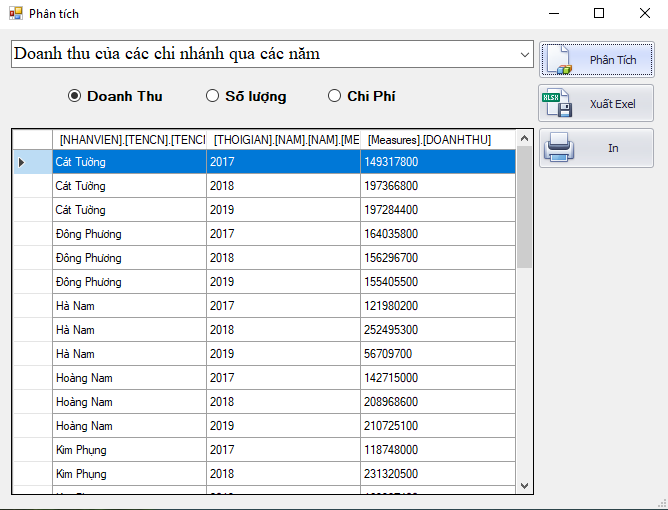 Phân tích
Doanh thu của các chi nhánh qua các năm
Phân Tích
Doanh Thu
Số lượng
Chi Phí
XLSX
Xuất Exel
In
[NHANVIEN].[TENCN].[TENC
[THOIGIAN].[NAM].[NAM].[ME
[Measures].[DOANHTHU]
Cát Tường 2017 149317800
Cát Tường 2018 197366800
Cát Tường 2019 197284400
Đông Phương 2017 164035800
Đông Phương 2018 156296700
Đông Phương 2019 155405500
Hà Nam 2017 121980200
Hà Nam 2018 252495300
Hà Nam 2019 56709700
Hoàng Nam 2017 142715000
Hoàng Nam 2018 208968600
Hoàng Nam 2019 210725100
Kim Phụng 2017 118748000
Kim Phụng 2018 231320500